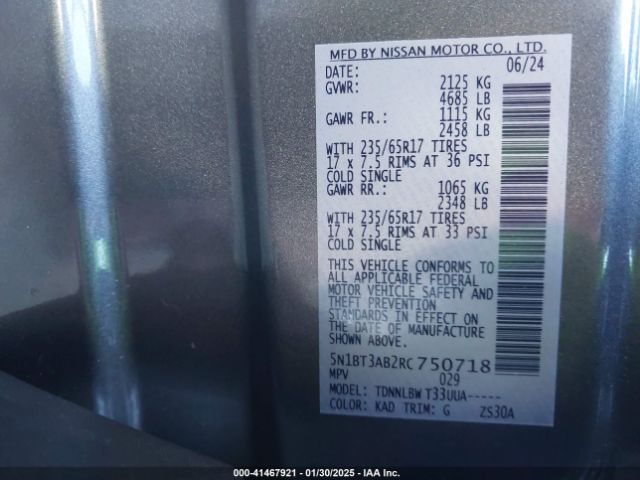 MFD BY NISSAN MOTOR CO., LTD.
DATE: 06/24
GVWR: 2125 KG
4685 LB
GAWR FR.: 1115 KG
2458 LB
WITH 235/65R17 TIRES
17 x 7.5 RIMS AT 36 PSI
COLD SINGLE
GAWR RR.: 1065 KG
2348 LB
WITH 235/65R17 TIRES
17 x 7.5 RIMS AT 33 PSI
COLD SINGLE
THIS VEHICLE CONFORMS TO
ALL APPLICABLE FEDERAL
MOTOR VEHICLE SAFETY AND
THEFT PREVENTION
STANDARDS IN EFFECT ON
THE DATE OF MANUFACTURE
SHOWN ABOVE.
5N1BT3AB2RC750718
MPV 029
MODEL: TDNNLBW T33UUA-----
COLOR: KAD TRIM: G ZS30A
000-41467921 / 01/30/2025 - IAA Inc.